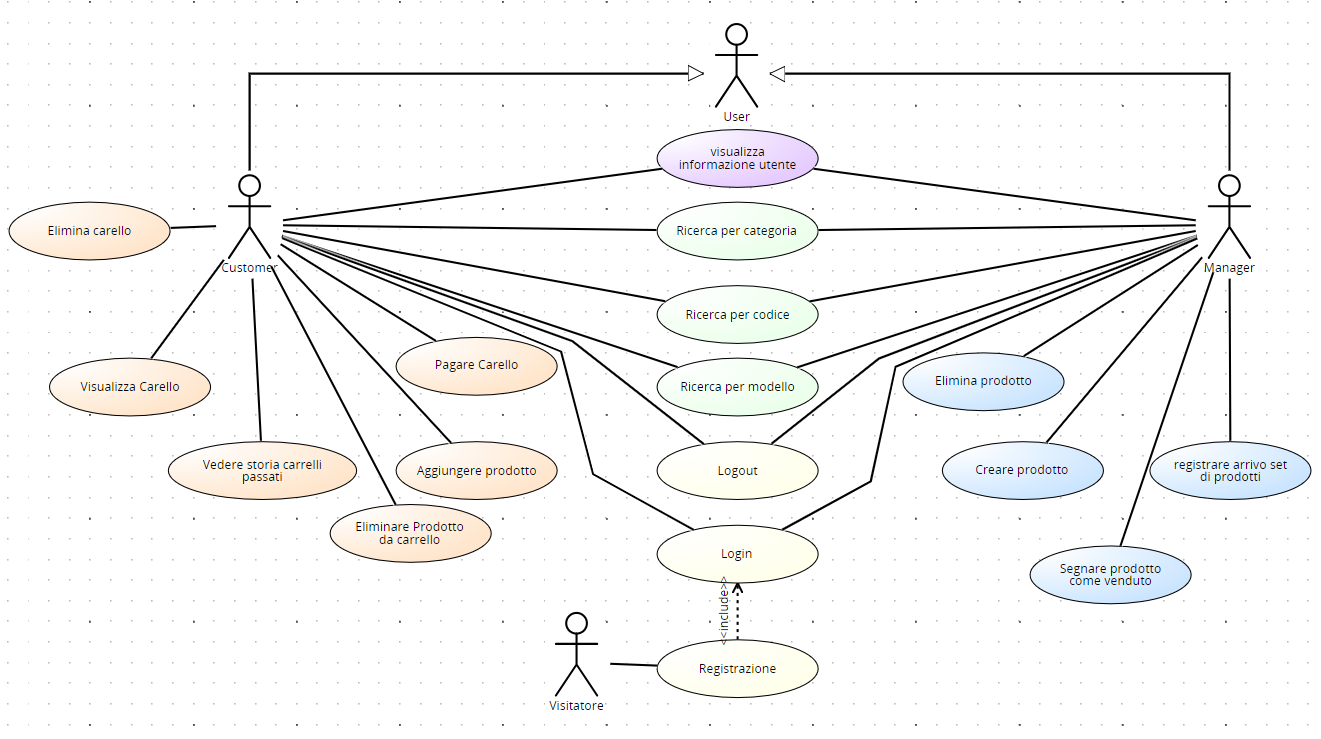 User
visualizza
informazione utente
Elimina carello
Ricerca per categoria
Customer
Manager
Ricerca per codice
Pagare Carello
Visualizza Carello
Ricerca per modello
Elimina prodotto
Vedere storia carrelli
passati
Aggiungere prodotto
Logout
Creare prodotto
registrare arrivo set
di prodotti
Eliminare Prodotto
da carrello
Login
Segnare prodotto
come venduto
<<include>>
Registrazione
Visitatore